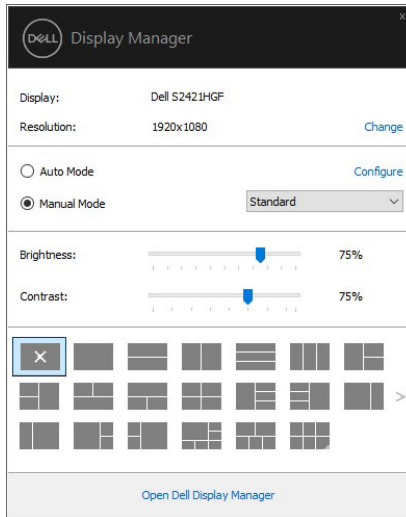 DELL Display Manager
Display: Dell S2421HGF
Resolution: 1920x1080 Change
Auto Mode Configure
Manual Mode Standard
Brightness: 75%
Contrast: 75%
Open Dell Display Manager